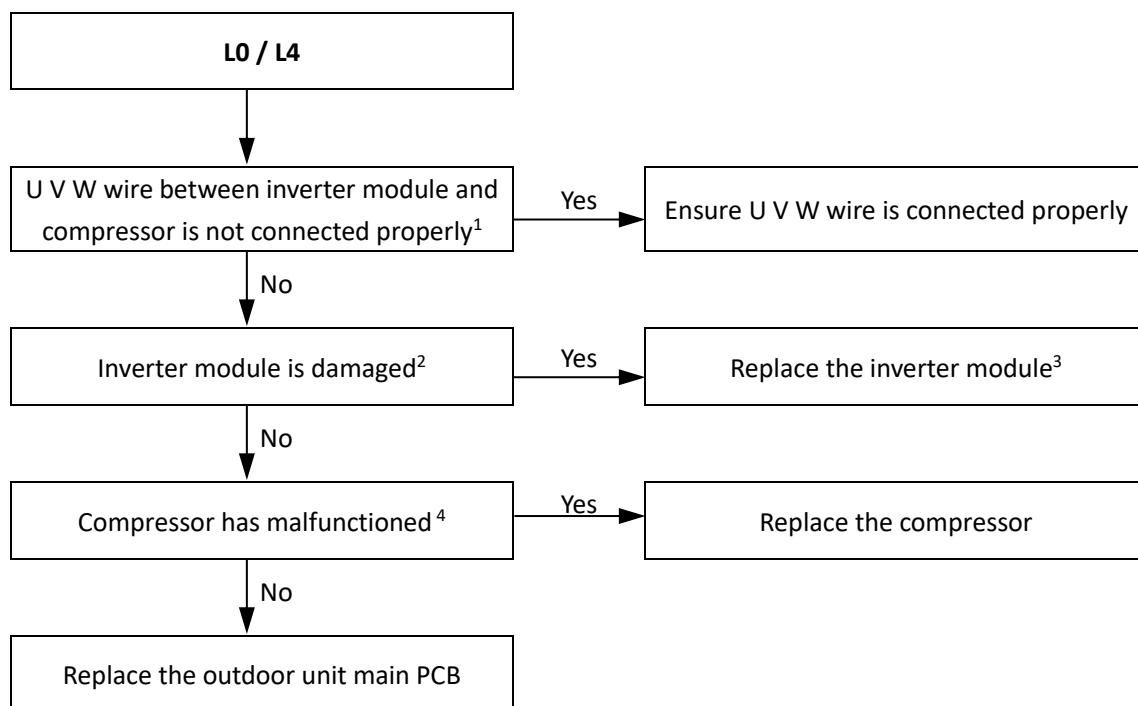 L0 / L4
U V W wire between inverter module and
compressor is not connected properly¹
Yes
Ensure U V W wire is connected properly
No
Inverter module is damaged²
Yes
Replace the inverter module³
No
Compressor has malfunctioned ⁴
Yes
Replace the compressor
No
Replace the outdoor unit main PCB